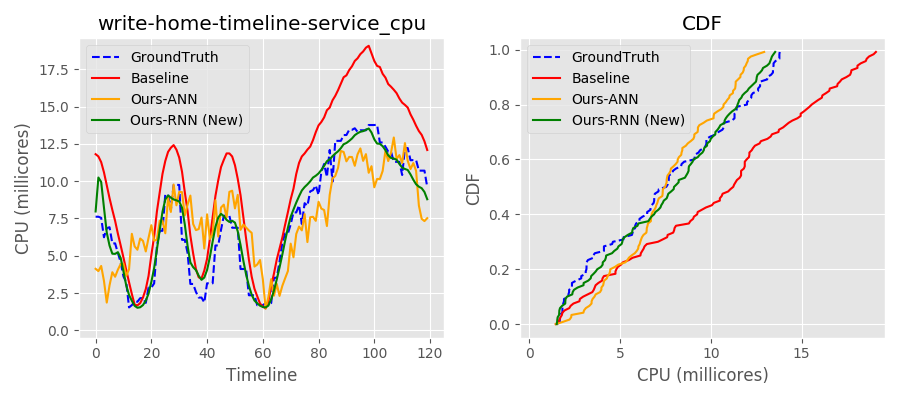 write-home-timeline-service_cpu
GroundTruth
Baseline
Ours-ANN
Ours-RNN (New)
CPU (millicores)
17.5
15.0
12.5
10.0
7.5
5.0
2.5
0.0
0
20
40
60
80
100
120
Timeline
CDF
GroundTruth
Baseline
Ours-ANN
Ours-RNN (New)
CDF
1.0
0.8
0.6
0.4
0.2
0.0
0
5
10
15
CPU (millicores)